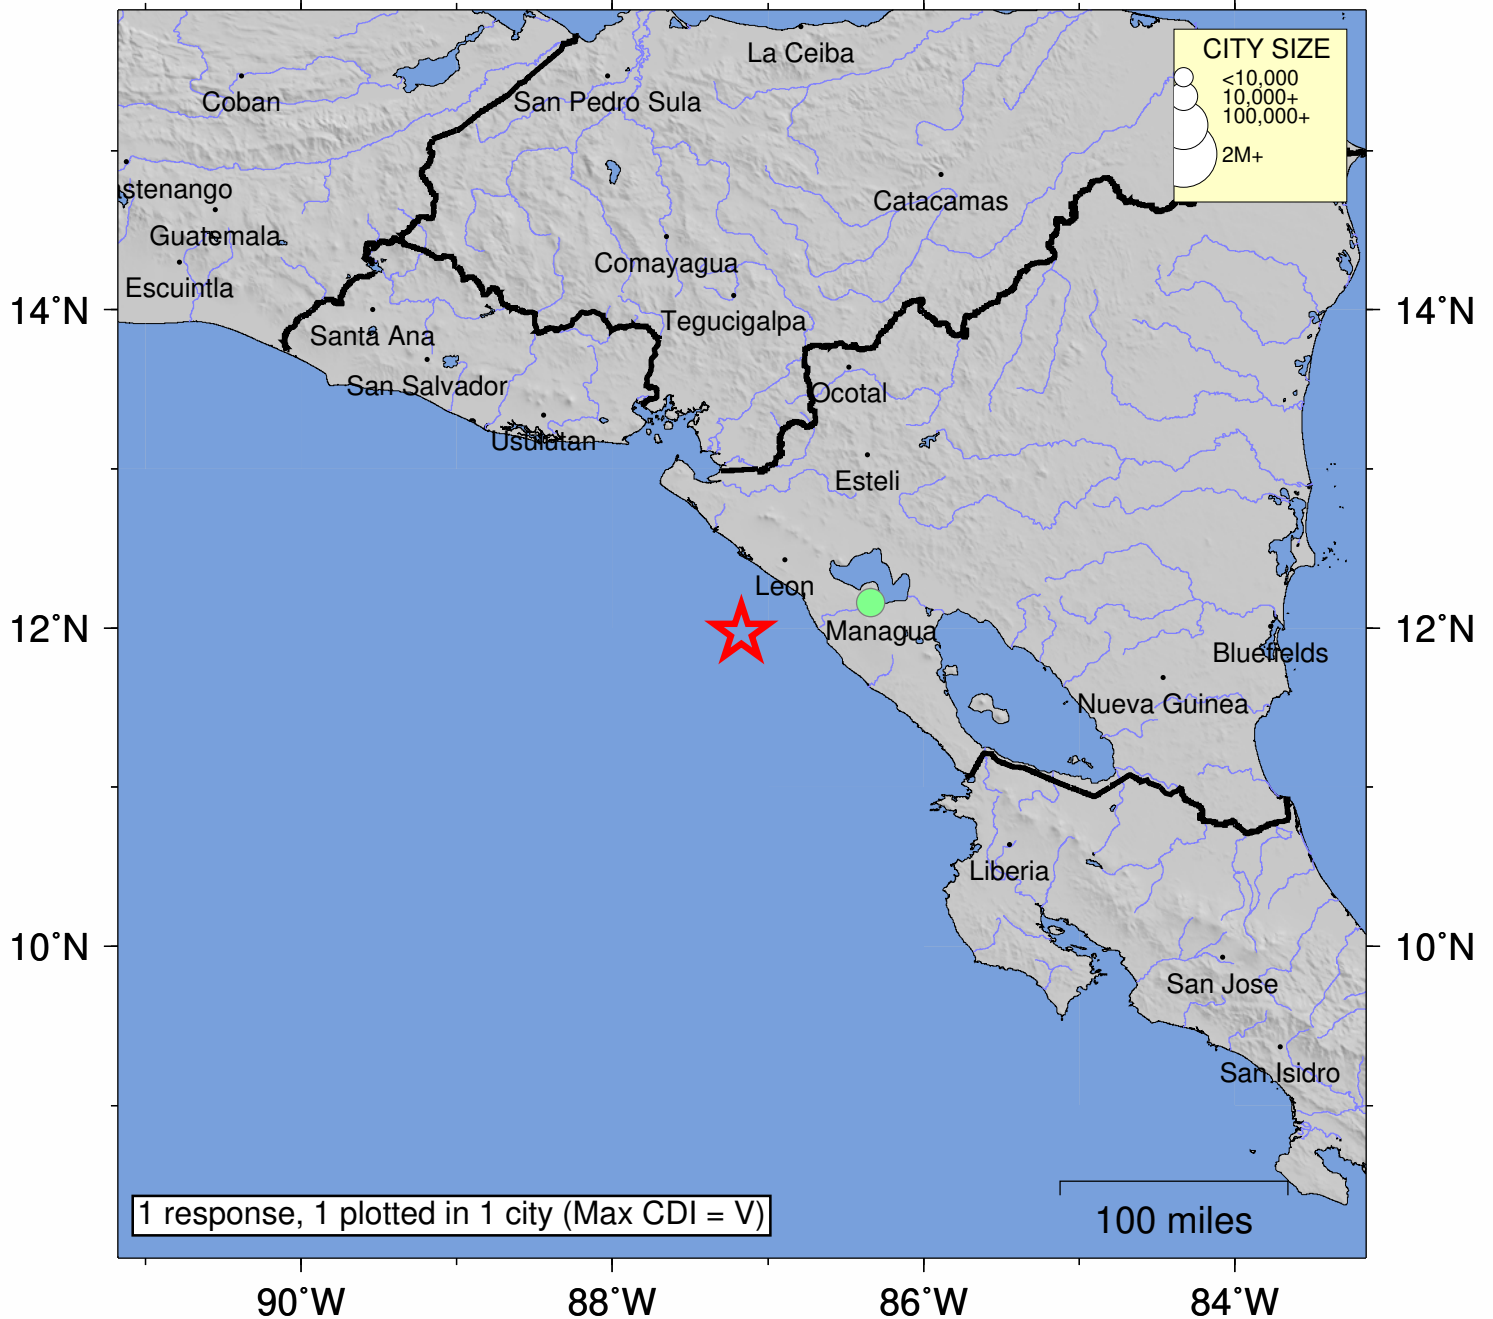 La Ceiba
CITY SIZE
<10,000
10,000+
100,000+
2M+
Coban
San Pedro Sula
stenango
Catacamas
Guatemala
Comayagua
Escuintla
14°N
14°N
Tegucigalpa
Santa Ana
San Salvador
Ocotal
Usulutan
Esteli
Leon
12°N
12°N
Managua
Bluefields
Nueva Guinea
Liberia
10°N
10°N
San Jose
San Isidro
1 response, 1 plotted in 1 city (Max CDI = V)
100 miles
90°W
88°W
86°W
84°W